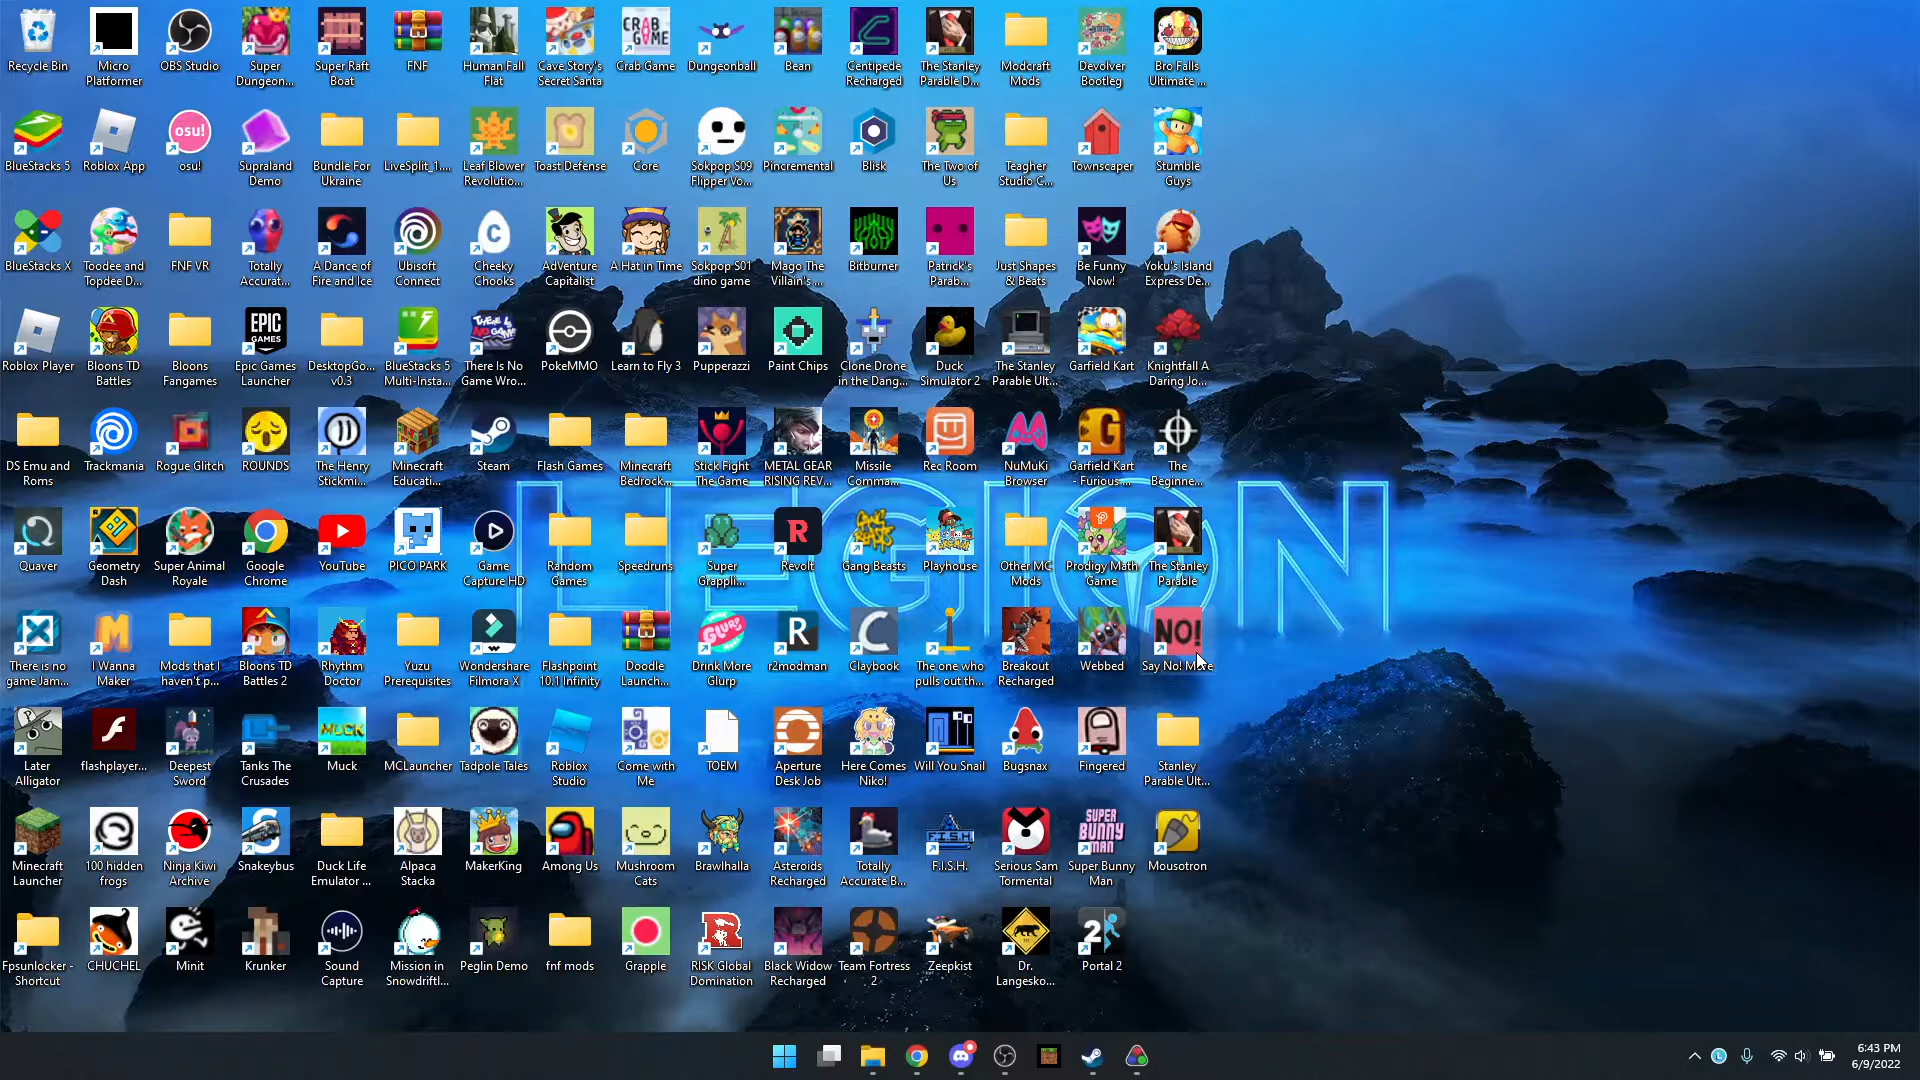 Recycle Bin
Micro
Platformer
OBS Studio
Super
Dungeon...
Super Raft
Boat
FNF
Human Fall
Flat
Cave Story's
Secret Santa
CRAB
GAME
Crab Game
Dungeonball
Bean
Centipede
Recharged
The Stanley
Parable D...
Modcraft
Mods
Devolver
Bootleg
Bro Falls
Ultimate ...
BlueStacks 5
Roblox App
osu!
osu!
Supraland
Demo
Bundle For
Ukraine
LiveSplit_1....
Leaf Blower
Revolutio...
Toast Defense
Core
Sokpop S09
Flipper Vo...
Pincremental
Blisk
The Two of
Us
Teagher
Studio C...
Townscaper
Stumble
Guys
BlueStacks X
Toodee and
Topdee D...
FNF VR
Totally
Accurat...
A Dance of
Fire and Ice
Ubisoft
Connect
Cheeky
Chooks
AdVenture
Capitalist
A Hat in Time
Sokpop S01
dino game
Mago The
Villain's ...
Bitburner
Patrick's
Parab...
Just Shapes
& Beats
Be Funny
Now!
Yoku's Island
Express De...
Roblox Player
Bloons TD
Battles
Bloons
Fangames
EPIC
GAMES
Epic Games
Launcher
DesktopGo...
v0.3
BlueStacks 5
Multi-Insta...
THERE IS
NO GAME
There Is No
Game Wro...
PokeMMO
Learn to Fly 3
Pupperazzi
Paint Chips
Clone Drone
in the Dang...
Duck
Simulator 2
The Stanley
Parable Ult...
Garfield Kart
Knightfall A
Daring Jo...
DS Emu and
Roms
Trackmania
Rogue Glitch
ROUNDS
The Henry
Stickmi...
Minecraft
Educati...
Steam
Flash Games
Minecraft
Bedrock...
Stick Fight
The Game
METAL GEAR
RISING REV...
Missile
Comma...
Rec Room
NuMuKi
Browser
Garfield Kart
- Furious ...
The
Beginne...
LEGION
Quaver
Geometry
Dash
Super Animal
Royale
Google
Chrome
YouTube
PICO PARK
Game
Capture HD
Random
Games
Speedruns
Super
Grappli...
R
Revolt
GANG
BEASTS
Gang Beasts
Playhouse
Other MC
Mods
Prodigy Math
Game
The Stanley
Parable
There is no
game Jam...
I Wanna
Maker
Mods that I
haven't p...
Bloons TD
Battles 2
Rhythm
Doctor
Yuzu
Prerequisites
Wondershare
Filmora X
Flashpoint
10.1 Infinity
Doodle
Launch...
GLURP
Drink More
Glurp
R
r2modman
C
Claybook
The one who
pulls out th...
Breakout
Recharged
Webbed
NO!
Say No! More
Later
Alligator
flashplayer...
Deepest
Sword
Tanks The
Crusades
MUCK
Muck
MCLauncher
Tadpole Tales
Roblox
Studio
Come with
Me
TOEM
Aperture
Desk Job
Here Comes
Niko!
Will You Snail
Bugsnax
Fingered
Stanley
Parable Ult...
Minecraft
Launcher
100 hidden
frogs
Ninja Kiwi
Archive
Snakeybus
Duck Life
Emulator ...
Alpaca
Stacka
MakerKing
Among Us
Mushroom
Cats
Brawlhalla
Asteroids
Recharged
Totally
Accurate B...
F.I.S.H.
F.I.S.H.
Serious Sam
Tormental
SUPER
BUNNY
MAN
Super Bunny
Man
Mousotron
Fpsunlocker -
Shortcut
CHUCHEL
Minit
Krunker
Sound
Capture
Mission in
Snowdriftl...
Peglin Demo
fnf mods
Grapple
RISK Global
Domination
Black Widow
Recharged
Team Fortress
2
Zeepkist
Dr.
Langesko...
2
Portal 2
6:43 PM
6/9/2022